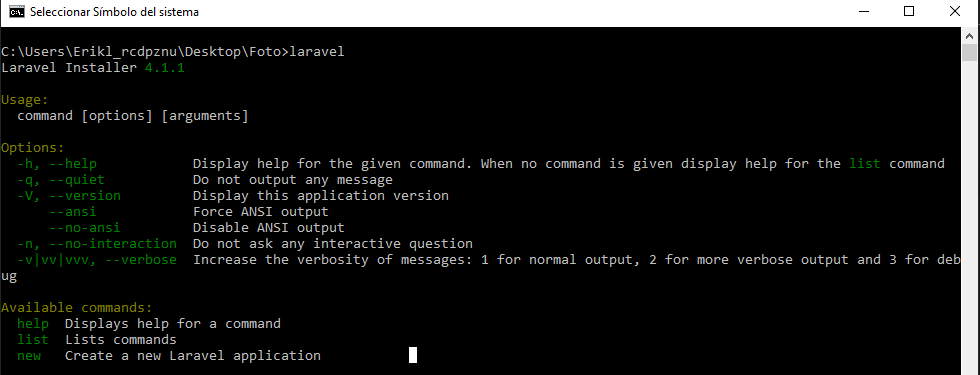 Seleccionar Símbolo del sistema
C:\Users\Erikl_rcdpznu\Desktop\Foto>laravel
Laravel Installer 4.1.1
Usage:
  command [options] [arguments]
Options:
  -h, --help            Display help for the given command. When no command is given display help for the list command
  -q, --quiet           Do not output any message
  -V, --version         Display this application version
      --ansi            Force ANSI output
      --no-ansi         Disable ANSI output
  -n, --no-interaction  Do not ask any interactive question
  -v|vv|vvv, --verbose  Increase the verbosity of messages: 1 for normal output, 2 for more verbose output and 3 for deb
ug
Available commands:
  help  Displays help for a command
  list  Lists commands
  new   Create a new Laravel application